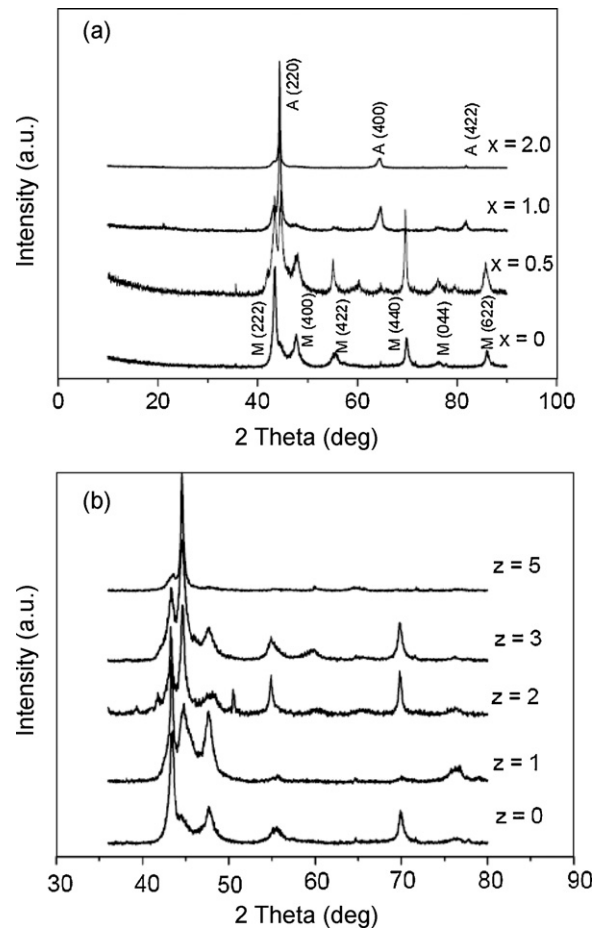 (a)
A (220)
A (400)
A (422)
x = 2.0
x = 1.0
x = 0.5
M (222)
M (400)
M (422)
M (440)
M (044)
M (622)
x = 0
Intensity (a.u.)
0 20 40 60 80 100
2 Theta (deg)
(b)
z = 5
z = 3
z = 2
z = 1
z = 0
Intensity (a.u.)
30 40 50 60 70 80 90
2 Theta (deg)